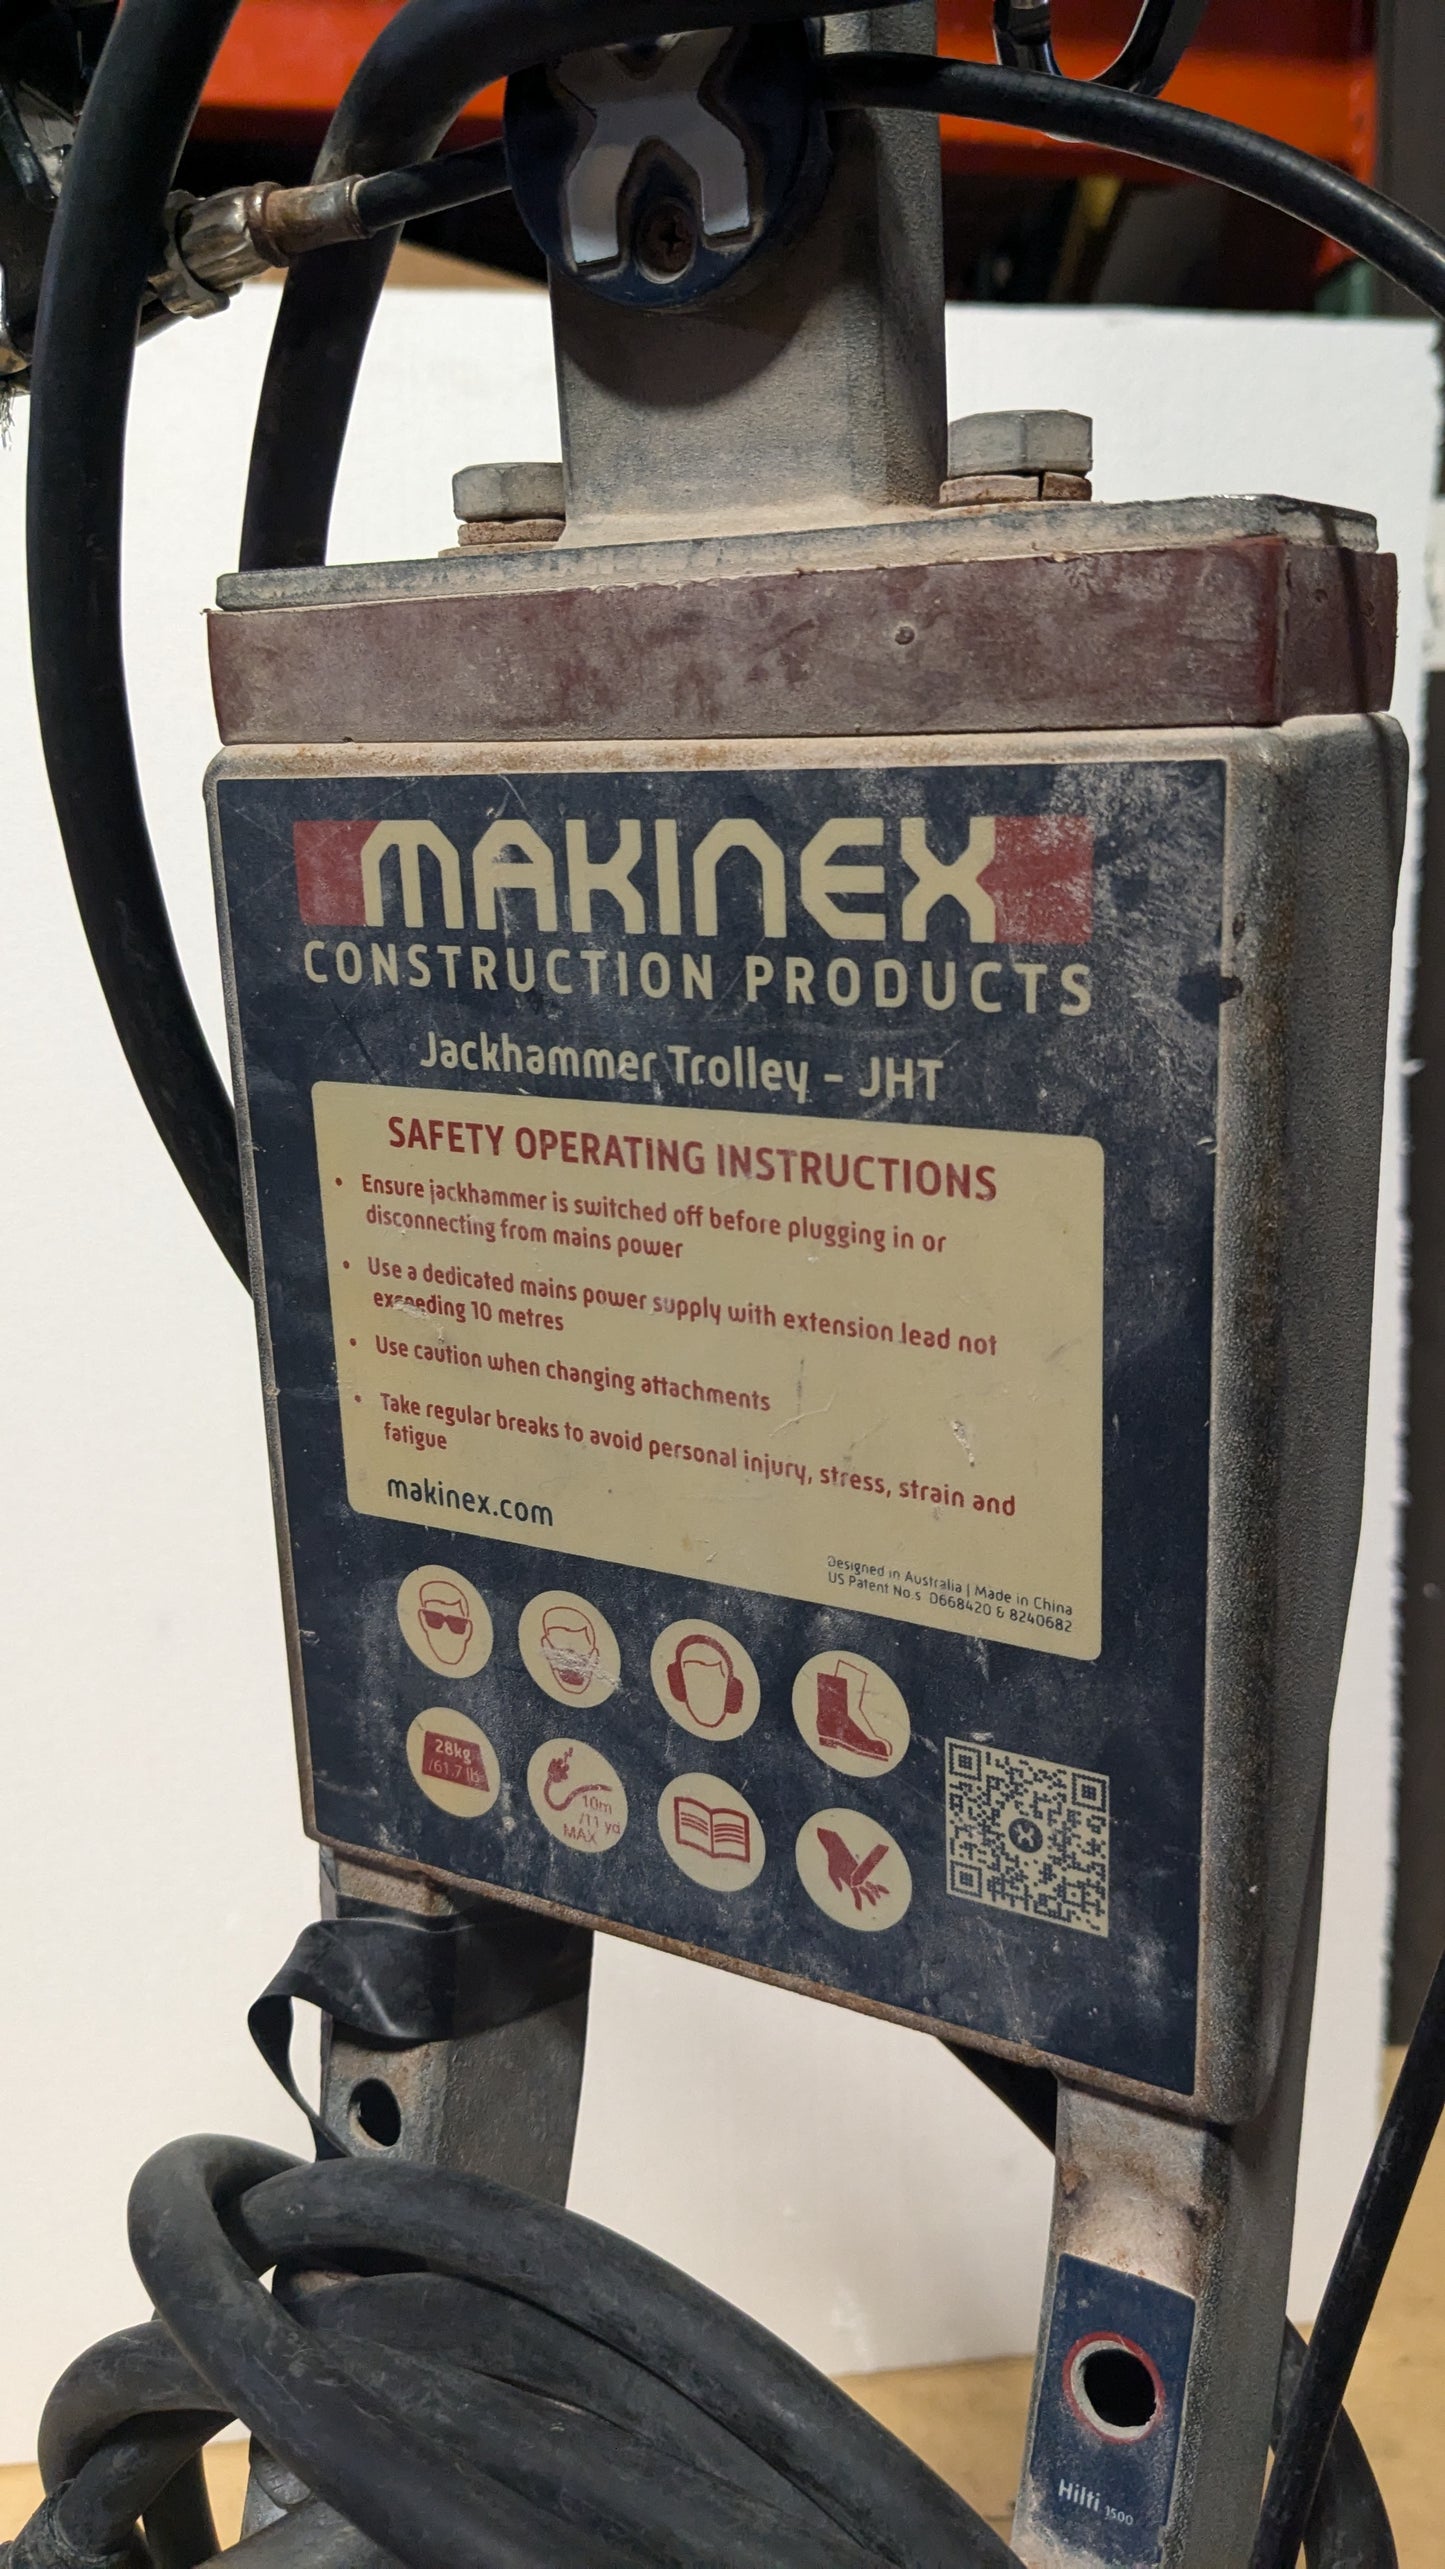 MAKINEX
CONSTRUCTION PRODUCTS
Jackhammer Trolley - JHT
SAFETY OPERATING INSTRUCTIONS
• Ensure jackhammer is switched off before plugging in or
disconnecting from mains power
• Use a dedicated mains power supply with extension lead not
exceeding 10 metres
• Use caution when changing attachments
• Take regular breaks to avoid personal injury, stress, strain and
fatigue
makinex.com
Designed in Australia | Made in China
US Patent No.s D668420 & 8240682
28kg
/61.7 lb
10m
/11 yd
MAX
Hilti 1500